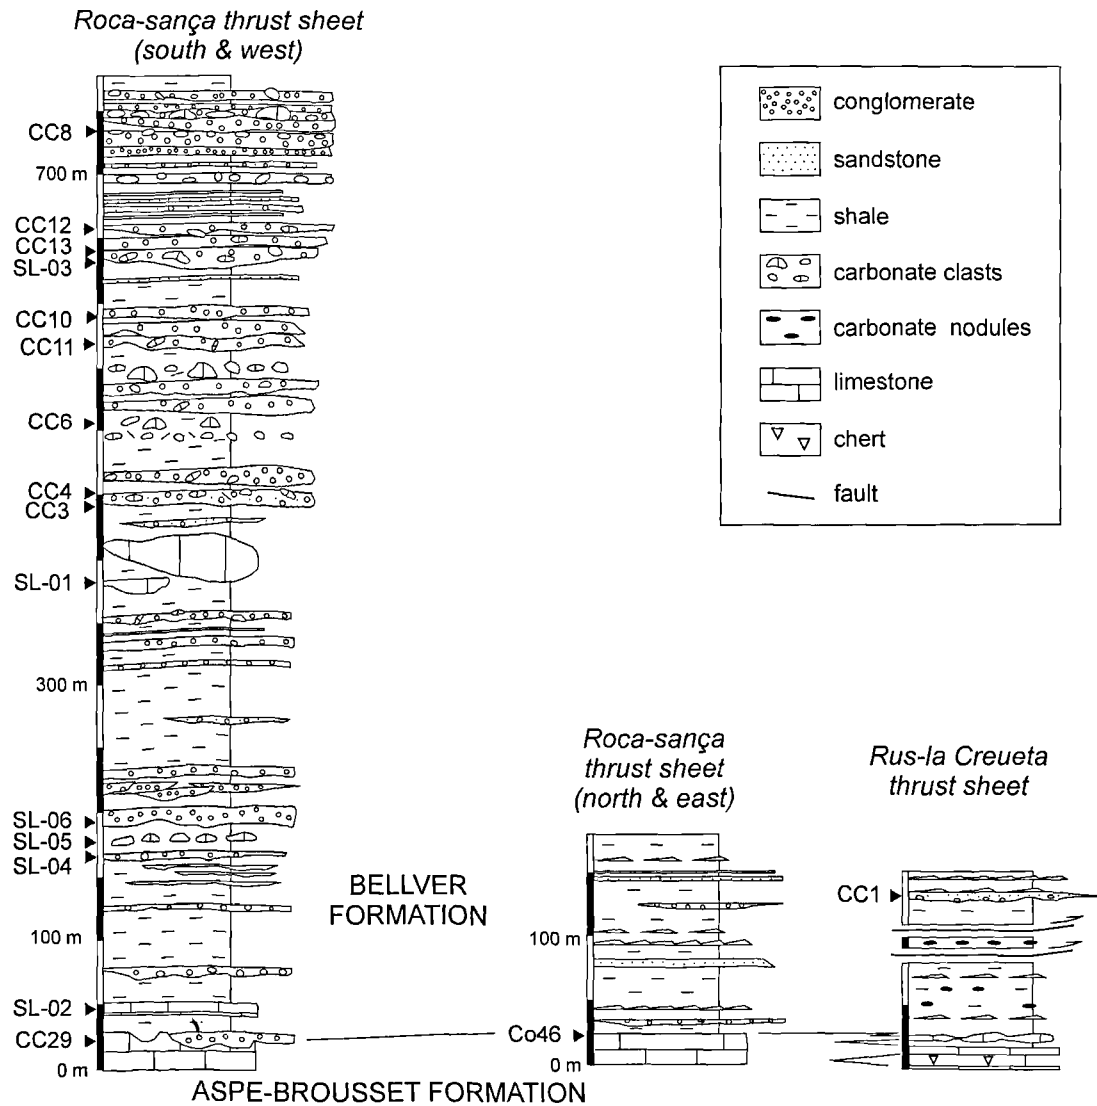 Roca-sança thrust sheet
(south & west)
CC8
700 m
CC12
CC13
SL-03
CC10
CC11
CC6
CC4
CC3
SL-01
300 m
SL-06
SL-05
SL-04
100 m
SL-02
CC29
0 m
conglomerate
sandstone
shale
carbonate clasts
carbonate nodules
limestone
chert
fault
BELLVER
FORMATION
ASPE-BROUSSET FORMATION
Roca-sança
thrust sheet
(north & east)
100 m
Co46
0 m
Rus-la Creueta
thrust sheet
CC1